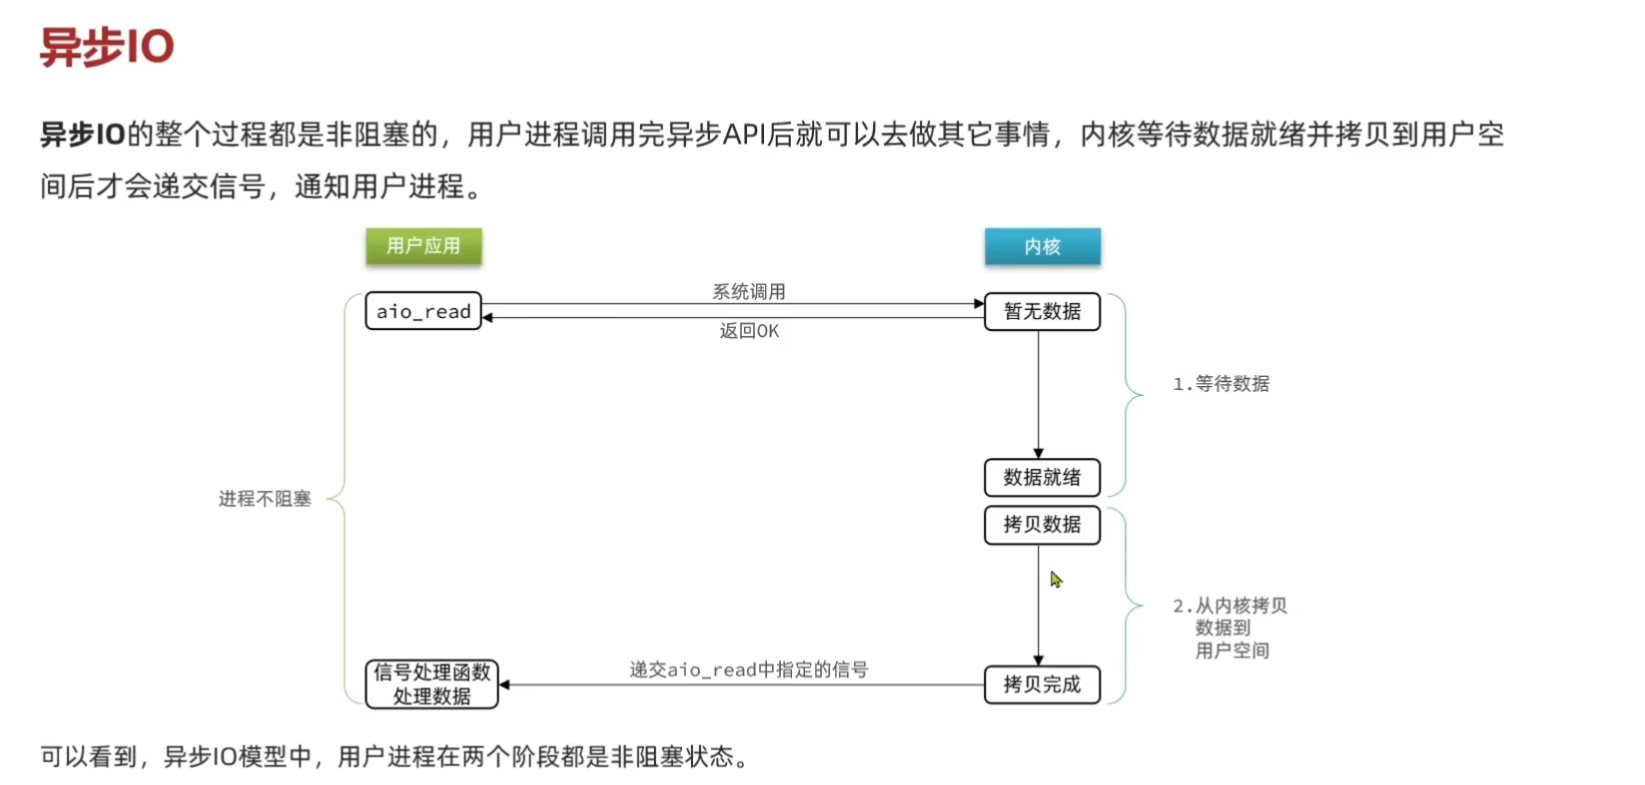 异步IO
异步IO的整个过程都是非阻塞的，用户进程调用完异步API后就可以去做其它事情，内核等待数据就绪并拷贝到用户空
间后才会递交信号，通知用户进程。
用户应用
内核
系统调用
aio_read
暂无数据
返回OK
1.等待数据
数据就绪
进程不阻塞
拷贝数据
2.从内核拷贝
数据到
用户空间
信号处理函数
处理数据
递交aio_read中指定的信号
拷贝完成
可以看到，异步IO模型中，用户进程在两个阶段都是非阻塞状态。